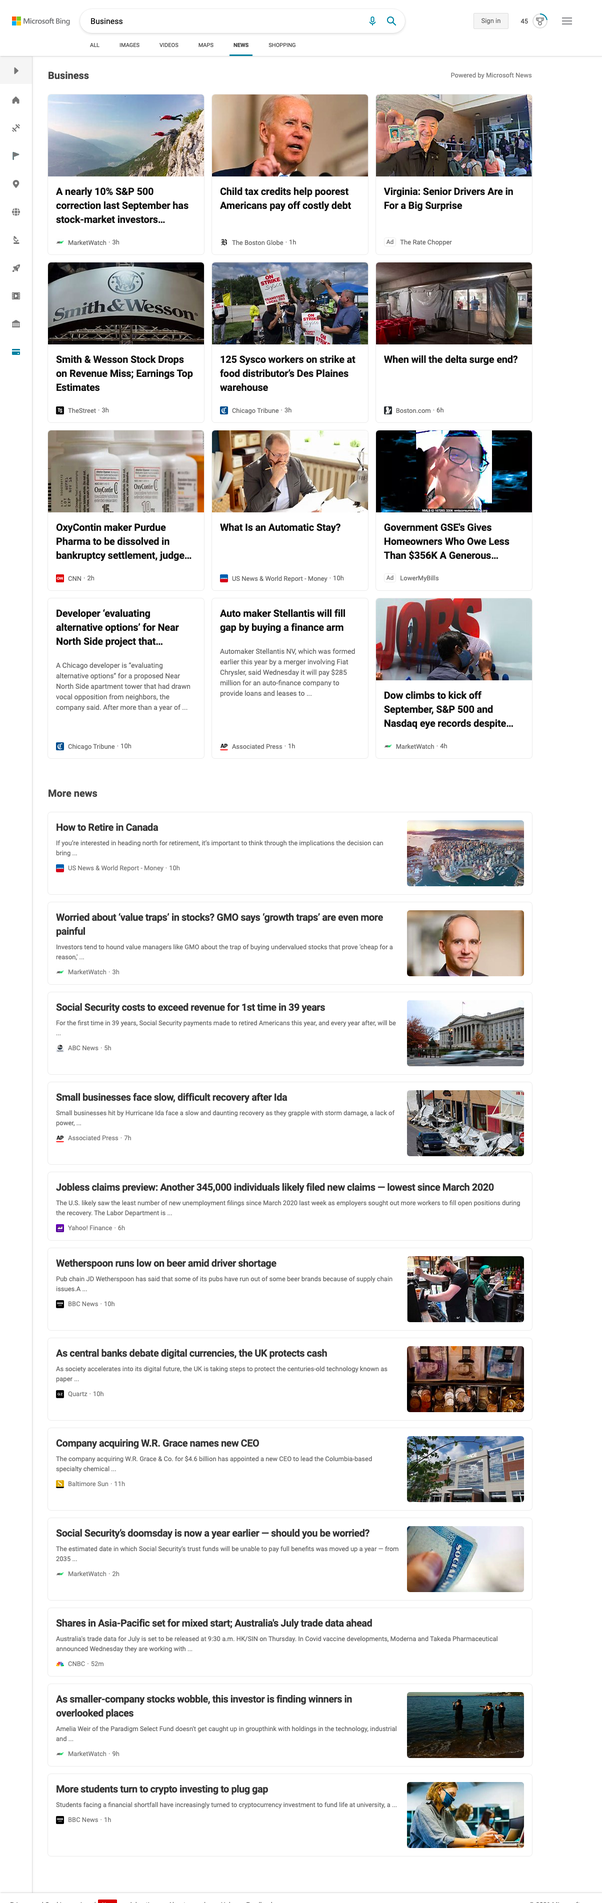 Microsoft Bing
Business
Sign in
45
ALL IMAGES VIDEOS MAPS NEWS SHOPPING
Business
Powered by Microsoft News
A nearly 10% S&P 500
correction last September has
stock-market investors...
MarketWatch · 3h
Child tax credits help poorest
Americans pay off costly debt
The Boston Globe · 1h
Virginia: Senior Drivers Are in
For a Big Surprise
Ad The Rate Chopper
Smith & Wesson
Smith & Wesson Stock Drops
on Revenue Miss; Earnings Top
Estimates
TheStreet · 3h
ON STRIKE
125 Sysco workers on strike at
food distributor's Des Plaines
warehouse
Chicago Tribune · 3h
When will the delta surge end?
Boston.com · 6h
OxyContin
OxyContin maker Purdue
Pharma to be dissolved in
bankruptcy settlement, judge...
CNN · 2h
What Is an Automatic Stay?
US News & World Report - Money · 10h
Government GSE's Gives
Homeowners Who Owe Less
Than $356K A Generous...
Ad LowerMyBills
Developer ‘evaluating
alternative options’ for Near
North Side project that...
A Chicago developer is “evaluating
alternative options” for a proposed Near
North Side apartment tower that had drawn
vocal opposition from neighbors, the
company said. After more than a year of ...
Chicago Tribune · 10h
Auto maker Stellantis will fill
gap by buying a finance arm
Automaker Stellantis NV, which was formed
earlier this year by a merger involving Fiat
Chrysler, said Wednesday it will pay $285
million for an auto-finance company to
provide loans and leases to ...
AP Associated Press · 1h
JOBS
Dow climbs to kick off
September, S&P 500 and
Nasdaq eye records despite...
MarketWatch · 4h
More news
How to Retire in Canada
If you're interested in heading north for retirement, it's important to think through the implications the decision can
bring ...
US News & World Report - Money · 10h
Worried about ‘value traps’ in stocks? GMO says ‘growth traps’ are even more
painful
Investors tend to hound value managers like GMO about the trap of buying undervalued stocks that prove ‘cheap for a
reason,’ ...
MarketWatch · 3h
Social Security costs to exceed revenue for 1st time in 39 years
For the first time in 39 years, Social Security payments made to retired Americans this year, and every year after, will be
...
ABC News · 5h
Small businesses face slow, difficult recovery after Ida
Small businesses hit by Hurricane Ida face a slow and daunting recovery as they grapple with storm damage, a lack of
power, ...
AP Associated Press · 7h
Jobless claims preview: Another 345,000 individuals likely filed new claims — lowest since March 2020
The U.S. likely saw the least number of new unemployment filings since March 2020 last week as employers sought out more workers to fill open positions during
the recovery. The Labor Department is ...
Yahoo! Finance · 6h
Wetherspoon runs low on beer amid driver shortage
Pub chain JD Wetherspoon has said that some of its pubs have run out of some beer brands because of supply chain
issues.A ...
BBC News · 10h
As central banks debate digital currencies, the UK protects cash
As society accelerates into its digital future, the UK is taking steps to protect the centuries-old technology known as
paper ...
Quartz · 10h
Company acquiring W.R. Grace names new CEO
The company acquiring W.R. Grace & Co. for $4.6 billion has appointed a new CEO to lead the Columbia-based
specialty chemical ...
Baltimore Sun · 11h
Social Security's doomsday is now a year earlier — should you be worried?
The estimated date in which Social Security's trust funds will be unable to pay full benefits was moved up a year — from
2035 ...
MarketWatch · 2h
SOCIAL
Shares in Asia-Pacific set for mixed start; Australia's July trade data ahead
Australia's trade data for July is set to be released at 9:30 a.m. HK/SIN on Thursday. In Covid vaccine developments, Moderna and Takeda Pharmaceutical
announced Wednesday they are working with ...
CNBC · 52m
As smaller-company stocks wobble, this investor is finding winners in
overlooked places
Amelia Weir of the Paradigm Select Fund doesn't get caught up in groupthink with holdings in the technology, industrial
and ...
MarketWatch · 9h
More students turn to crypto investing to plug gap
Students facing a financial shortfall have increasingly turned to cryptocurrency investment to fund life at university, a ...
BBC News · 1h